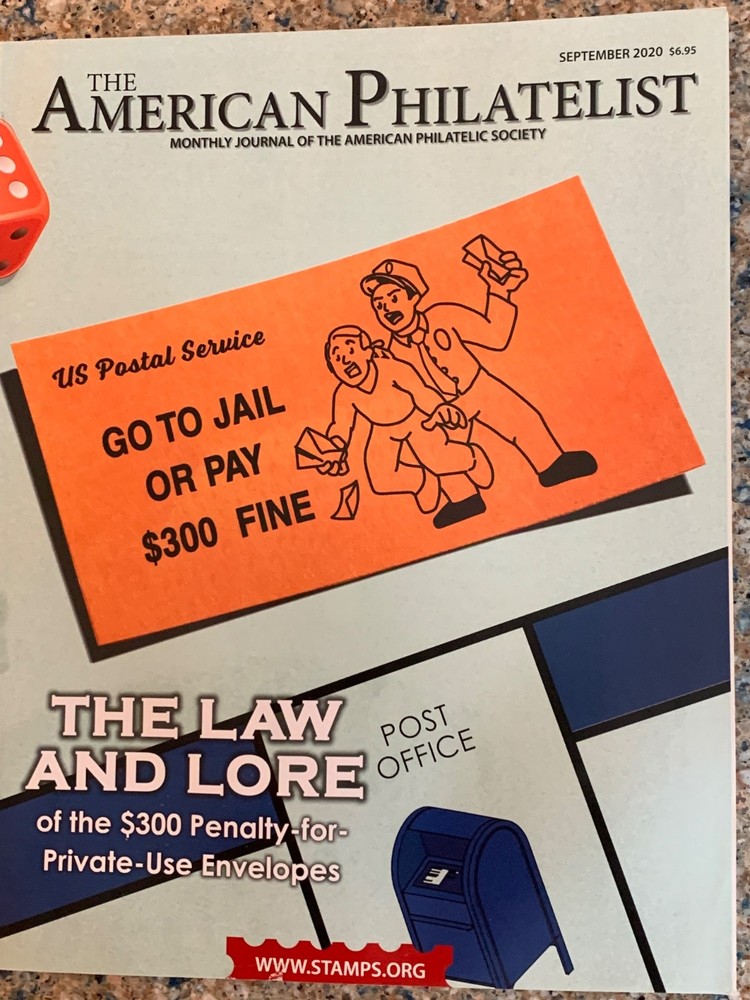 SEPTEMBER 2020 $6.95
THE
AMERICAN PHILATELIST
MONTHLY JOURNAL OF THE AMERICAN PHILATELIC SOCIETY
US Postal Service
GO TO JAIL
OR PAY
$300 FINE
THE LAW
AND LORE
of the $300 Penalty-for-
Private-Use Envelopes
POST
OFFICE
WWW.STAMPS.ORG